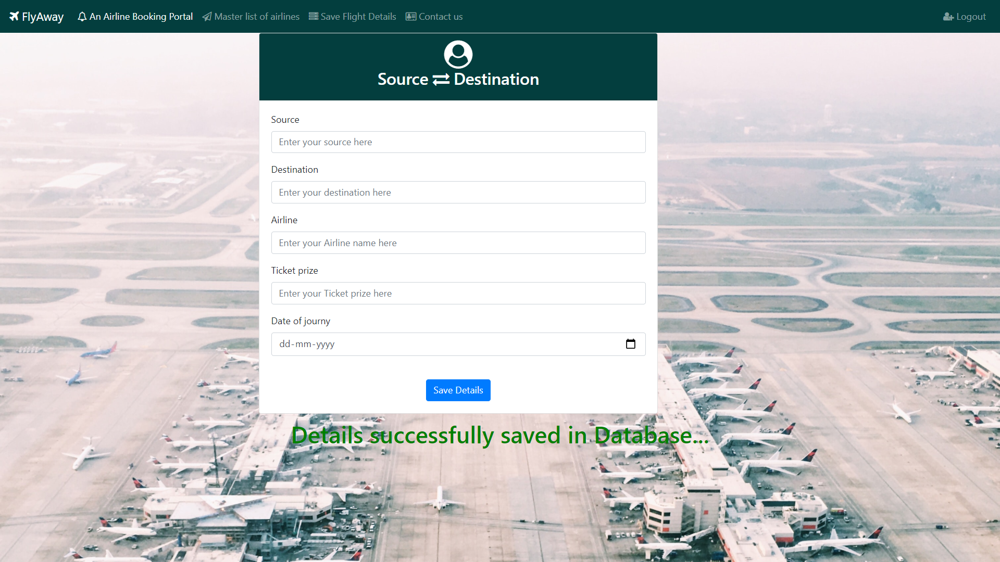 FlyAway An Airline Booking Portal Master list of airlines Save Flight Details Contact us Logout
Source Destination
Source
Enter your source here
Destination
Enter your destination here
Airline
Enter your Airline name here
Ticket prize
Enter your Ticket prize here
Date of journy
dd-mm-yyyy
Save Details
Details successfully saved in Database...